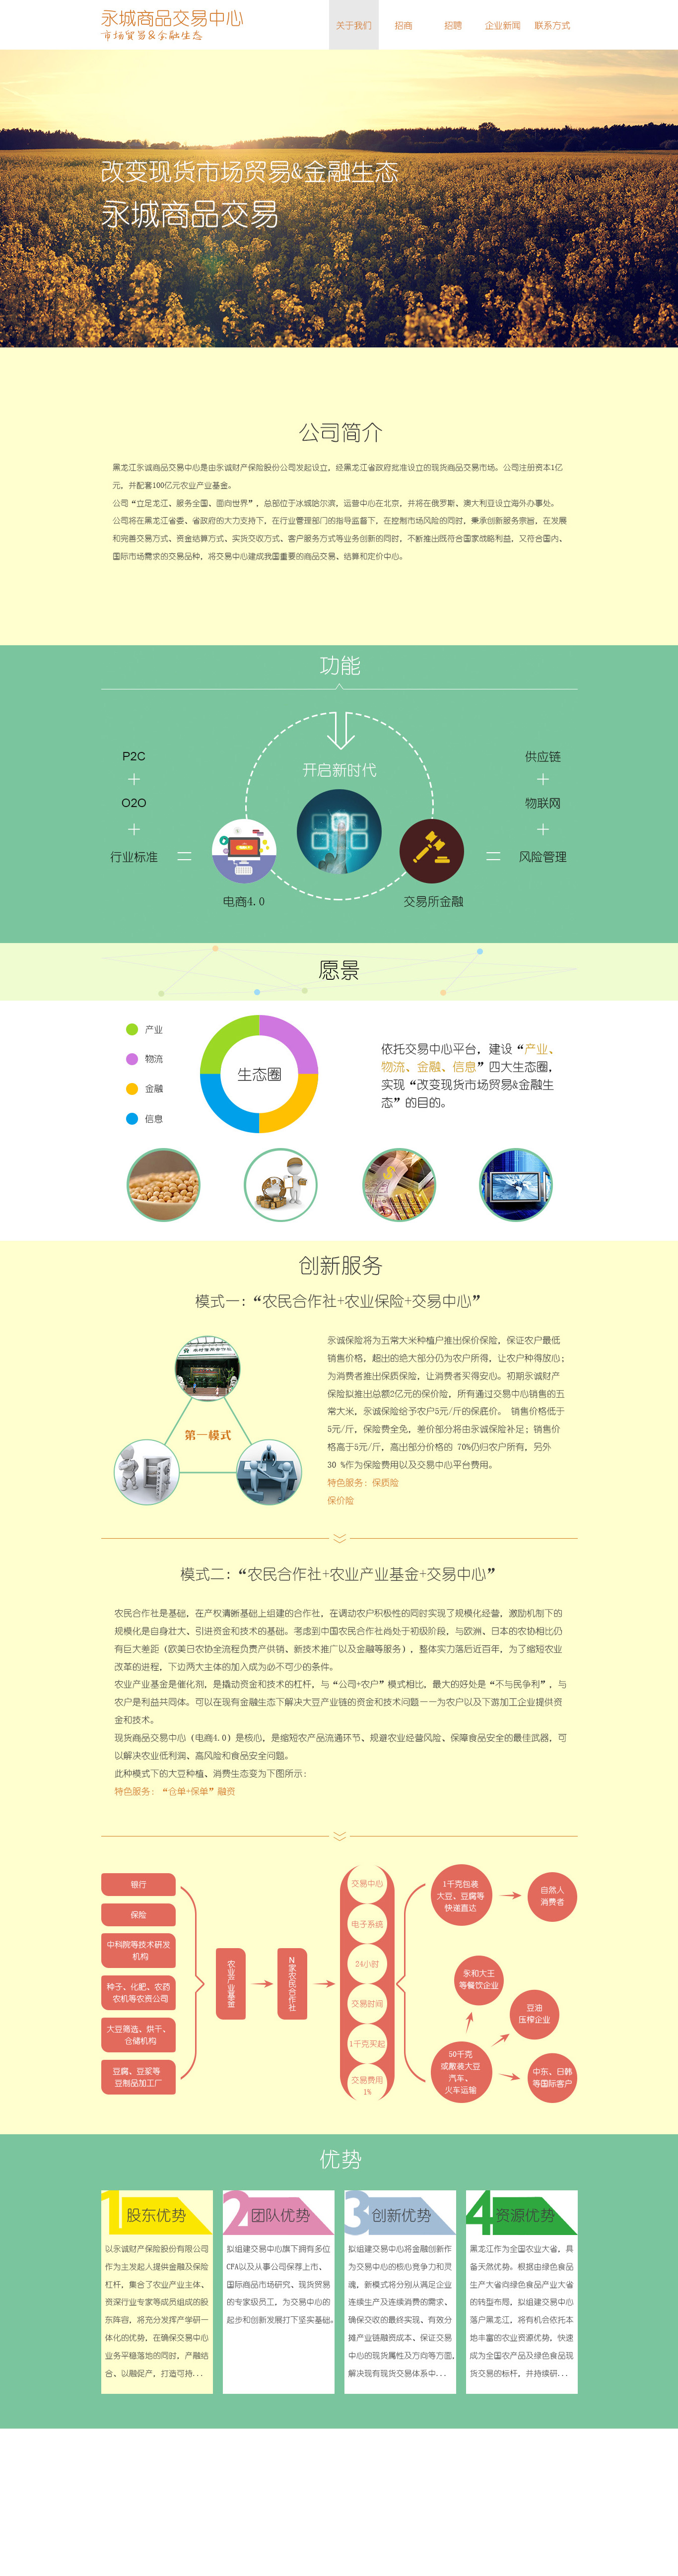 永城商品交易中心
市场贸易&金融生态
关于我们
招商
招聘
企业新闻
联系方式
改变现货市场贸易&金融生态
永城商品交易
公司简介
黑龙江永诚商品交易中心是由永诚财产保险股份公司发起设立，经黑龙江省政府批准设立的现货商品交易市场。公司注册资本1亿
元，并配套100亿元农业产业基金。
公司“立足龙江、服务全国、面向世界”，总部位于冰城哈尔滨，运营中心在北京，并将在俄罗斯、澳大利亚设立海外办事处。
公司将在黑龙江省委、省政府的大力支持下，在行业管理部门的指导监督下，在控制市场风险的同时，秉承创新服务宗旨，在发展
和完善交易方式、资金结算方式、实货交收方式、客户服务方式等业务创新的同时，不断推出既符合国家战略利益，又符合国内、
国际市场需求的交易品种，将交易中心建成我国重要的商品交易、结算和定价中心。
功能
P2C
+
O2O
+
行业标准
=
开启新时代
电商4.0
交易所金融
=
供应链
+
物联网
+
风险管理
愿景
产业
物流
金融
信息
生态圈
依托交易中心平台，建设“产业、
物流、金融、信息”四大生态圈，
实现“改变现货市场贸易&金融生
态”的目的。
创新服务
模式一:“农民合作社+农业保险+交易中心”
第一模式
永诚保险将为五常大米种植户推出保价保险，保证农户最低
销售价格，超出的绝大部分仍为农户所得，让农户种得放心；
为消费者推出保质保险，让消费者买得安心。初期永诚财产
保险拟推出总额2亿元的保价险，所有通过交易中心销售的五
常大米，永诚保险给予农户5元/斤的保底价。 销售价格低于
5元/斤，保险费全免，差价部分将由永诚保险补足；销售价
格高于5元/斤，高出部分价格的 70%仍归农户所有，另外
30 %作为保险费用以及交易中心平台费用。
特色服务：保质险
保价险
模式二:“农民合作社+农业产业基金+交易中心”
农民合作社是基础，在产权清晰基础上组建的合作社，在调动农户积极性的同时实现了规模化经营，激励机制下的
规模化是自身壮大、引进资金和技术的基础。考虑到中国农民合作社尚处于初级阶段，与欧洲、日本的农协相比仍
有巨大差距（欧美日农协全流程负责产供销、新技术推广以及金融等服务），整体实力落后近百年，为了缩短农业
改革的进程，下边两大主体的加入成为必不可少的条件。
农业产业基金是催化剂，是撬动资金和技术的杠杆，与“公司+农户”模式相比，最大的好处是“不与民争利”，与
农户是利益共同体。可以在现有金融生态下解决大豆产业链的资金和技术问题——为农户以及下游加工企业提供资
金和技术。
现货商品交易中心（电商4.0）是核心，是缩短农产品流通环节、规避农业经营风险、保障食品安全的最佳武器，可
以解决农业低利润、高风险和食品安全问题。
此种模式下的大豆种植、消费生态变为下图所示：
特色服务：“仓单+保单”融资
银行
保险
中科院等技术研发
机构
种子、化肥、农药
农机等农资公司
大豆筛选、烘干、
仓储机构
豆腐、豆浆等
豆制品加工厂
农业产业基金
N家农民合作社
交易中心
电子系统
24小时
交易时间
1千克买起
交易费用
1%
1千克包装
大豆、豆腐等
快递直达
自然人
消费者
永和大王
等餐饮企业
豆油
压榨企业
50千克
或散装大豆
汽车、
火车运输
中东、日韩
等国际客户
优势
1
股东优势
以永诚财产保险股份有限公司
作为主发起人提供金融及保险
杠杆，集合了农业产业主体、
资深行业专家等成员组成的股
东阵容，将充分发挥产学研一
体化的优势，在确保交易中心
业务平稳落地的同时，产融结
合、以融促产，打造可持...
2
团队优势
拟组建交易中心旗下拥有多位
CPA以及从事公司保荐上市、
国际商品市场研究、现货贸易
的专家级员工，为交易中心的
起步和创新发展打下坚实基础。
3
创新优势
拟组建交易中心将金融创新作
为交易中心的核心竞争力和灵
魂，新模式将分别从满足企业
连续生产及连续消费的需求、
确保交收的最终实现、有效分
摊产业链融资成本、保证交易
中心的现货属性及方向等方面，
解决现有现货交易体系中...
4
资源优势
黑龙江作为全国农业大省，具
备天然优势。根据由绿色食品
生产大省向绿色食品产业大省
的转型布局，拟组建交易中心
落户黑龙江，将有机会依托本
地丰富的农业资源优势，快速
成为全国农产品及绿色食品现
货交易的标杆，并持续研...